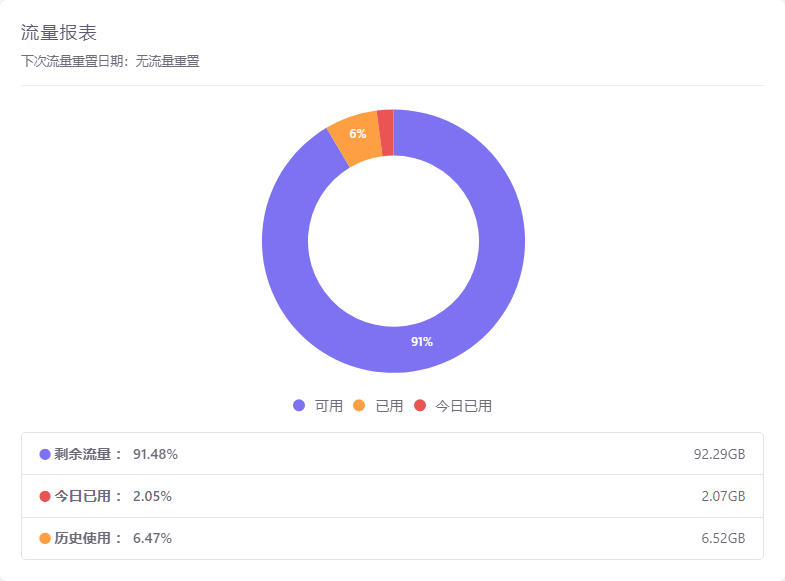 流量报表
下次流量重置日期：无流量重置
6%
91%
可用 已用 今日已用
剩余流量： 91.48% 92.29GB
今日已用： 2.05% 2.07GB
历史使用： 6.47% 6.52GB